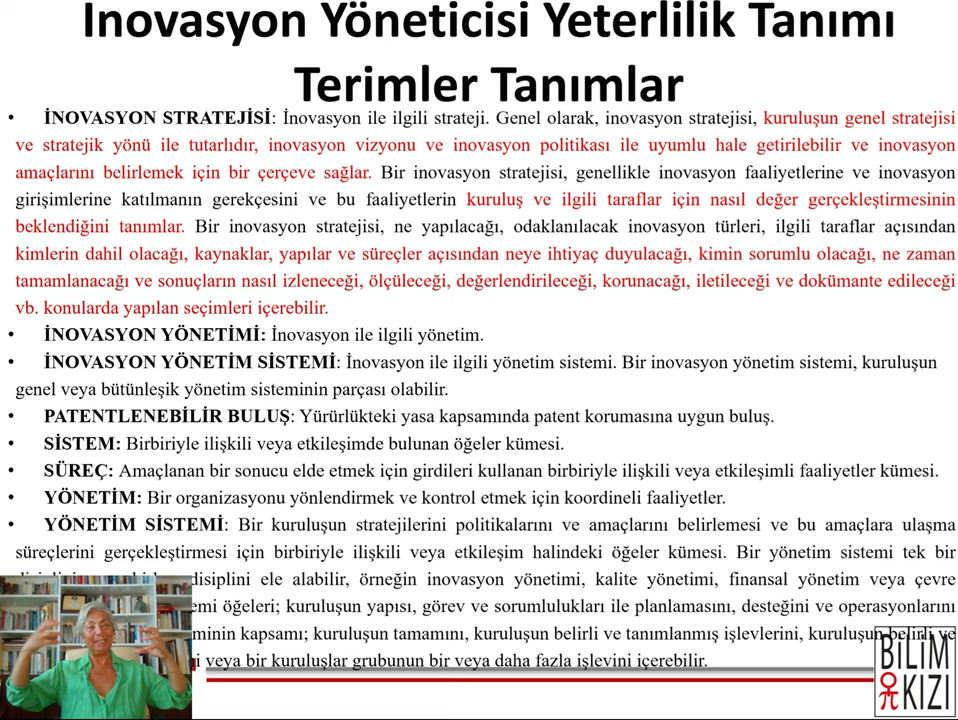 İnovasyon Yöneticisi Yeterlilik Tanımı
Terimler Tanımlar
• İNOVASYON STRATEJİSİ: İnovasyon ile ilgili strateji. Genel olarak, inovasyon stratejisi, kuruluşun genel stratejisi
ve stratejik yönü ile tutarlıdır, inovasyon vizyonu ve inovasyon politikası ile uyumlu hale getirilebilir ve inovasyon
amaçlarını belirlemek için bir çerçeve sağlar. Bir inovasyon stratejisi, genellikle inovasyon faaliyetlerine ve inovasyon
girişimlerine katılmanın gerekçesini ve bu faaliyetlerin kuruluş ve ilgili taraflar için nasıl değer gerçekleştirmesinin
beklendiğini tanımlar. Bir inovasyon stratejisi, ne yapılacağı, odaklanılacak inovasyon türleri, ilgili taraflar açısından
kimlerin dahil olacağı, kaynaklar, yapılar ve süreçler açısından neye ihtiyaç duyulacağı, kimin sorumlu olacağı, ne zaman
tamamlanacağı ve sonuçların nasıl izleneceği, ölçüleceği, değerlendirileceği, korunacağı, iletileceği ve dokümante edileceği
vb. konularda yapılan seçimleri içerebilir.
• İNOVASYON YÖNETİMİ: İnovasyon ile ilgili yönetim.
• İNOVASYON YÖNETİM SİSTEMİ: İnovasyon ile ilgili yönetim sistemi. Bir inovasyon yönetim sistemi, kuruluşun
genel veya bütünleşik yönetim sisteminin parçası olabilir.
• PATENTLENEBİLİR BULUŞ: Yürürlükteki yasa kapsamında patent korumasına uygun buluş.
• SİSTEM: Birbiriyle ilişkili veya etkileşimde bulunan öğeler kümesi.
• SÜREÇ: Amaçlanan bir sonucu elde etmek için girdileri kullanan birbiriyle ilişkili veya etkileşimli faaliyetler kümesi.
• YÖNETİM: Bir organizasyonu yönlendirmek ve kontrol etmek için koordineli faaliyetler.
• YÖNETİM SİSTEMİ: Bir kuruluşun stratejilerini politikalarını ve amaçlarını belirlemesi ve bu amaçlara ulaşma
süreçlerini gerçekleştirmesi için birbiriyle ilişkili veya etkileşim halindeki öğeler kümesi. Bir yönetim sistemi tek bir
disiplini ele alabilir, örneğin inovasyon yönetimi, kalite yönetimi, finansal yönetim veya çevre
emi öğeleri; kuruluşun yapısı, görev ve sorumlulukları ile planlamasını, desteğini ve operasyonlarını
minin kapsamı; kuruluşun tamamını, kuruluşun belirli ve tanımlanmış işlevlerini, kuruluşun belirli ve
i veya bir kuruluşlar grubunun bir veya daha fazla işlevini içerebilir.
BİLİM
KIZI